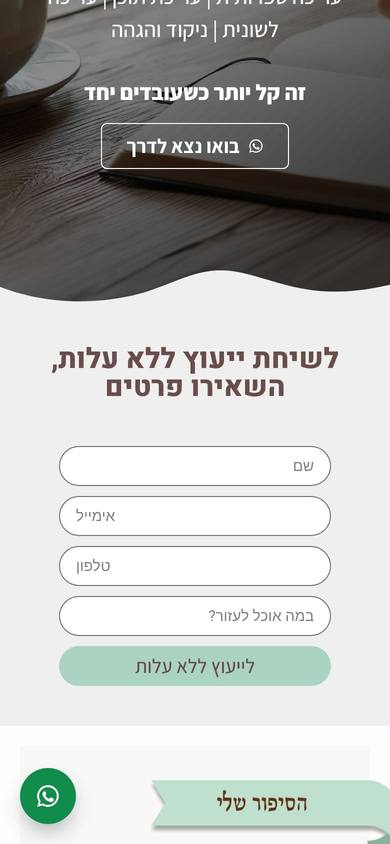 לשונית | ניקוד והגהה
זה קל יותר כשעובדים יחד
בואו נצא לדרך
לשיחת ייעוץ ללא עלות,
השאירו פרטים
שם
אימייל
טלפון
במה אוכל לעזור?
לייעוץ ללא עלות
הסיפור שלי